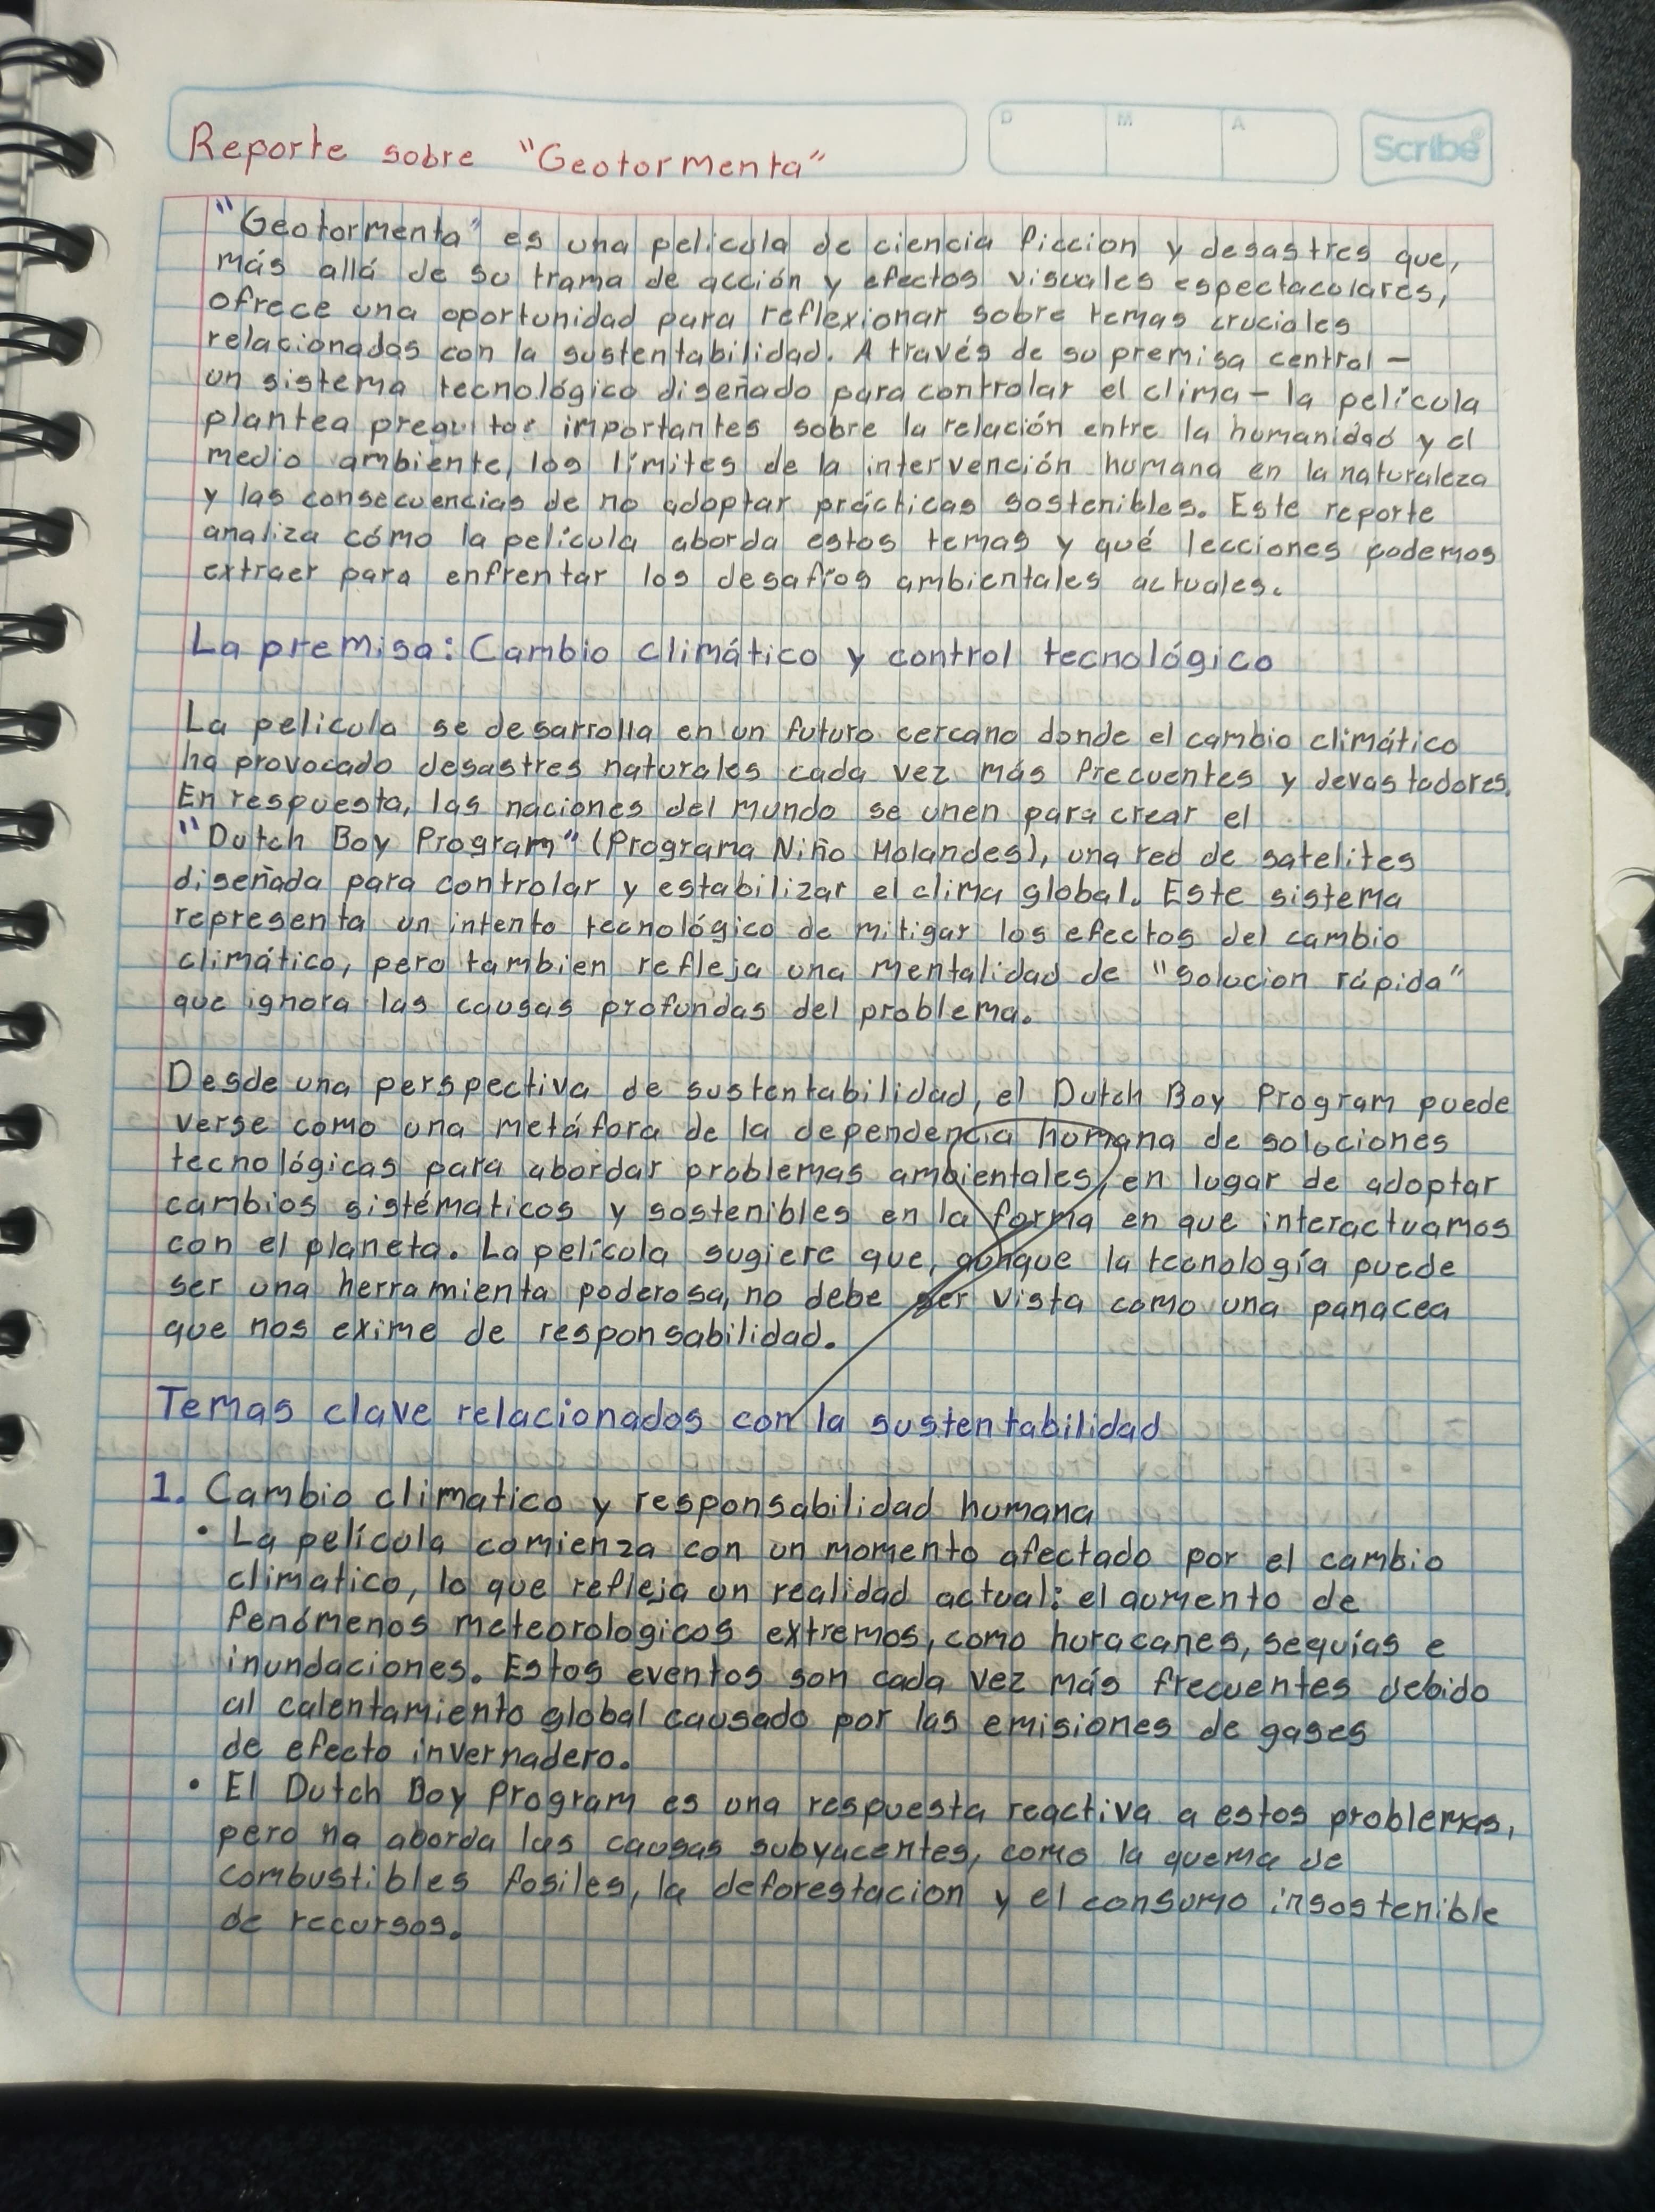 D M A
Scribe
Reporte sobre "Geotormenta"
"Geotormenta" es una pelicula de ciencia ficcion y desastres que,
más allá de su trama de acción y efectos visuales espectaculares,
ofrece una oportunidad para reflexionar sobre temas cruciales
relacionados con la sustentabilidad. A través de su premisa central -
un sistema tecnológico diseñado para controlar el clima - la película
plantea preguntas importantes sobre la relación entre la humanidad y el
medio ambiente, los límites de la intervención humana en la naturaleza
y las consecuencias de no adoptar prácticas sostenibles. Este reporte
analiza cómo la película aborda estos temas y qué lecciones podemos
extraer para enfrentar los desafíos ambientales actuales.
La premisa: Cambio climático y control tecnológico
La pelicula se desarrolla en un futuro cercano donde el cambio climático
ha provocado desastres naturales cada vez más frecuentes y devastadores.
En respuesta, las naciones del mundo se unen para crear el
"Dutch Boy Program" (Programa Niño Holandes), una red de satelites
diseñada para controlar y estabilizar el clima global. Este sistema
representa un intento tecnológico de mitigar los efectos del cambio
climático, pero tambien refleja una mentalidad de "solucion rápida"
que ignora las causas profundas del problema.
Desde una perspectiva de sustentabilidad, el Dutch Boy Program puede
verse como una metáfora de la dependencia humana de soluciones
tecnológicas para abordar problemas ambientales, en lugar de adoptar
cambios sistématicos y sostenibles en la forma en que interactuamos
con el planeta. La película sugiere que, aunque la tecnología puede
ser una herramienta poderosa, no debe ser vista como una panacea
que nos exime de responsabilidad.
Temas clave relacionados con la sustentabilidad
1. Cambio climatico y responsabilidad humana
• La película comienza con un momento afectado por el cambio
climatico, lo que refleja un realidad actual: el aumento de
fenómenos meteorologicos extremos, como huracanes, sequías e
inundaciones. Estos eventos son cada vez más frecuentes debido
al calentamiento global causado por las emisiones de gases
de efecto invernadero.
• El Dutch Boy Program es una respuesta reactiva a estos problemas,
pero no aborda las causas subyacentes, como la quema de
combustibles fosiles, la deforestacion y el consumo insostenible
de recursos.